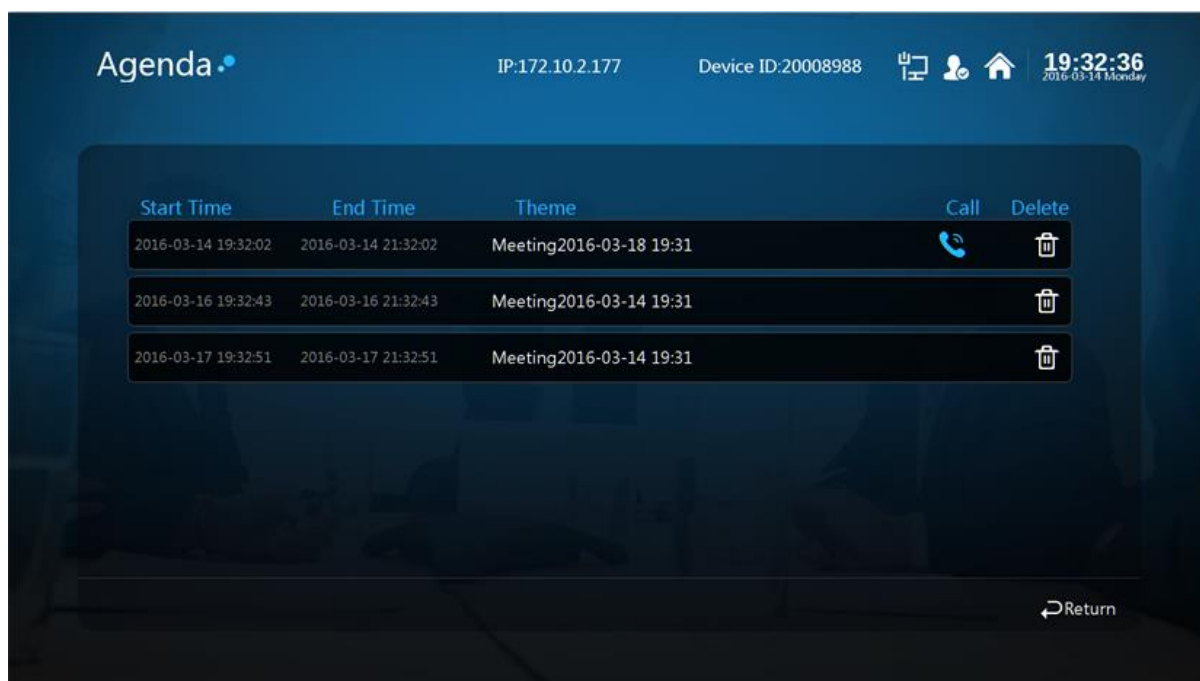 Agenda
IP:172.10.2.177 Device ID:20008988 19:32:36
2016-03-14 Monday
Start Time End Time Theme Call Delete
2016-03-14 19:32:02 2016-03-14 21:32:02 Meeting2016-03-18 19:31
2016-03-16 19:32:43 2016-03-16 21:32:43 Meeting2016-03-14 19:31
2016-03-17 19:32:51 2016-03-17 21:32:51 Meeting2016-03-14 19:31
Return